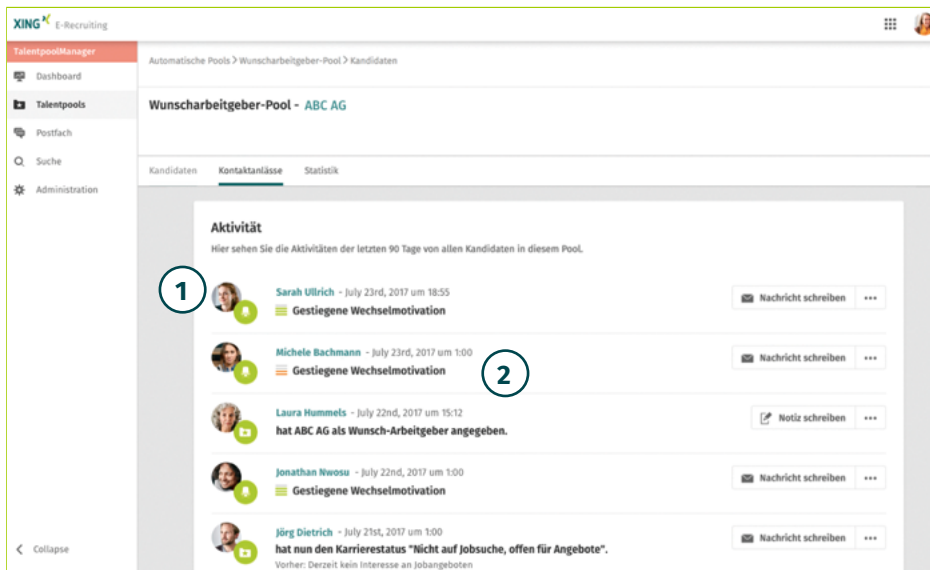 XING E-Recruiting
TalentpoolManager
Dashboard
Talentpools
Postfach
Suche
Administration
Collapse
Automatische Pools > Wunscharbeitgeber-Pool > Kandidaten
Wunscharbeitgeber-Pool - ABC AG
Kandidaten Kontaktanlässe Statistik
Aktivität
Hier sehen Sie die Aktivitäten der letzten 90 Tage von allen Kandidaten in diesem Pool.
1
Sarah Ullrich - July 23rd, 2017 um 18:55
Gestiegene Wechselmotivation
Nachricht schreiben
Michele Bachmann - July 23rd, 2017 um 1:00
Gestiegene Wechselmotivation
2
Nachricht schreiben
Laura Hummels - July 22nd, 2017 um 15:12
hat ABC AG als Wunsch-Arbeitgeber angegeben.
Notiz schreiben
Jonathan Nwosu - July 22nd, 2017 um 1:00
Gestiegene Wechselmotivation
Nachricht schreiben
Jörg Dietrich - July 21st, 2017 um 1:00
hat nun den Karrierestatus "Nicht auf Jobsuche, offen für Angebote".
Vorher: Derzeit kein Interesse an Jobangeboten
Nachricht schreiben